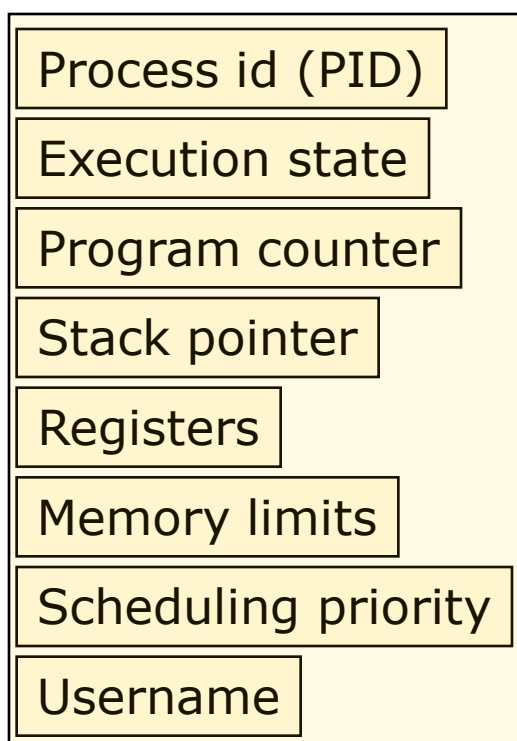 Process id (PID)
Execution state
Program counter
Stack pointer
Registers
Memory limits
Scheduling priority
Username